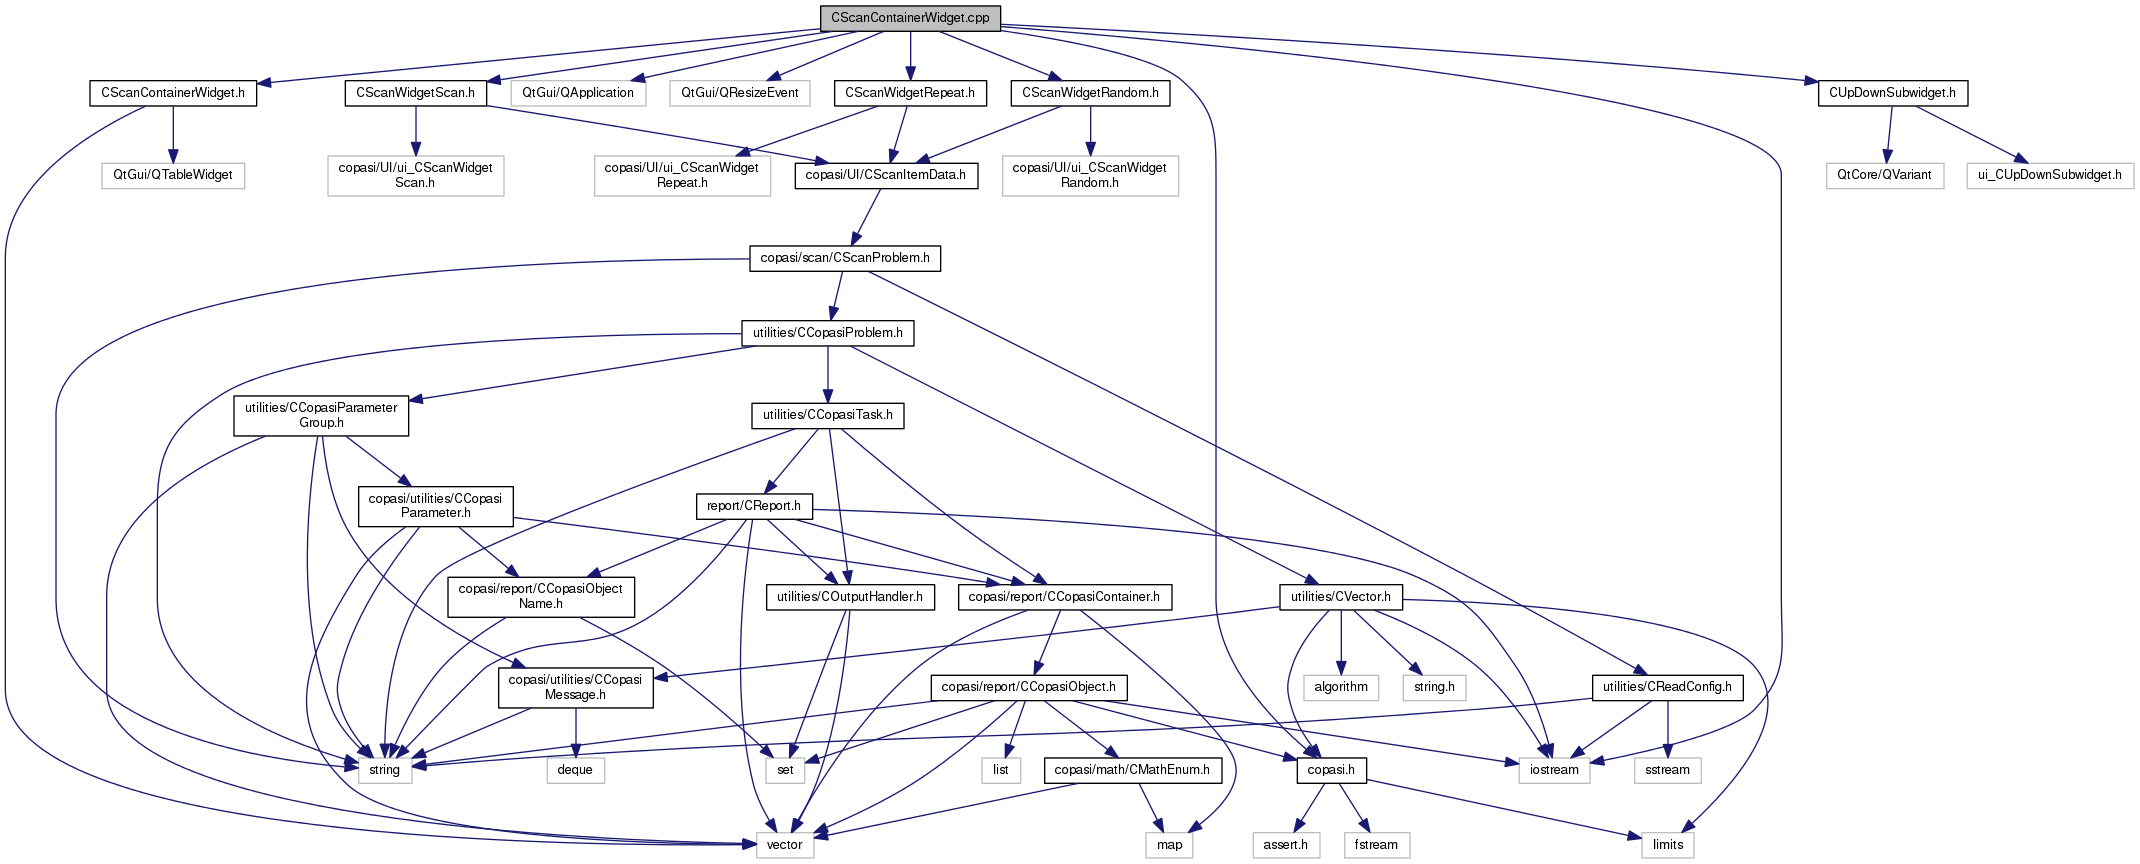 CScanContainerWidget.cpp
CScanContainerWidget.h
CScanWidgetScan.h
QtGui/QApplication
QtGui/QResizeEvent
CScanWidgetRepeat.h
CScanWidgetRandom.h
CUpDownSubwidget.h
QtGui/QTableWidget
copasi/UI/ui_CScanWidget
Scan.h
copasi/UI/ui_CScanWidget
Repeat.h
copasi/UI/CScanItemData.h
copasi/UI/ui_CScanWidget
Random.h
QtCore/QVariant
ui_CUpDownSubwidget.h
copasi/scan/CScanProblem.h
utilities/CCopasiProblem.h
utilities/CCopasiParameter
Group.h
utilities/CCopasiTask.h
copasi/utilities/CCopasi
Parameter.h
report/CReport.h
copasi/report/CCopasiObject
Name.h
utilities/COutputHandler.h
copasi/report/CCopasiContainer.h
utilities/CVector.h
copasi/utilities/CCopasi
Message.h
copasi/report/CCopasiObject.h
algorithm
string.h
utilities/CReadConfig.h
string
deque
set
list
copasi/math/CMathEnum.h
copasi.h
iostream
sstream
vector
map
assert.h
fstream
limits